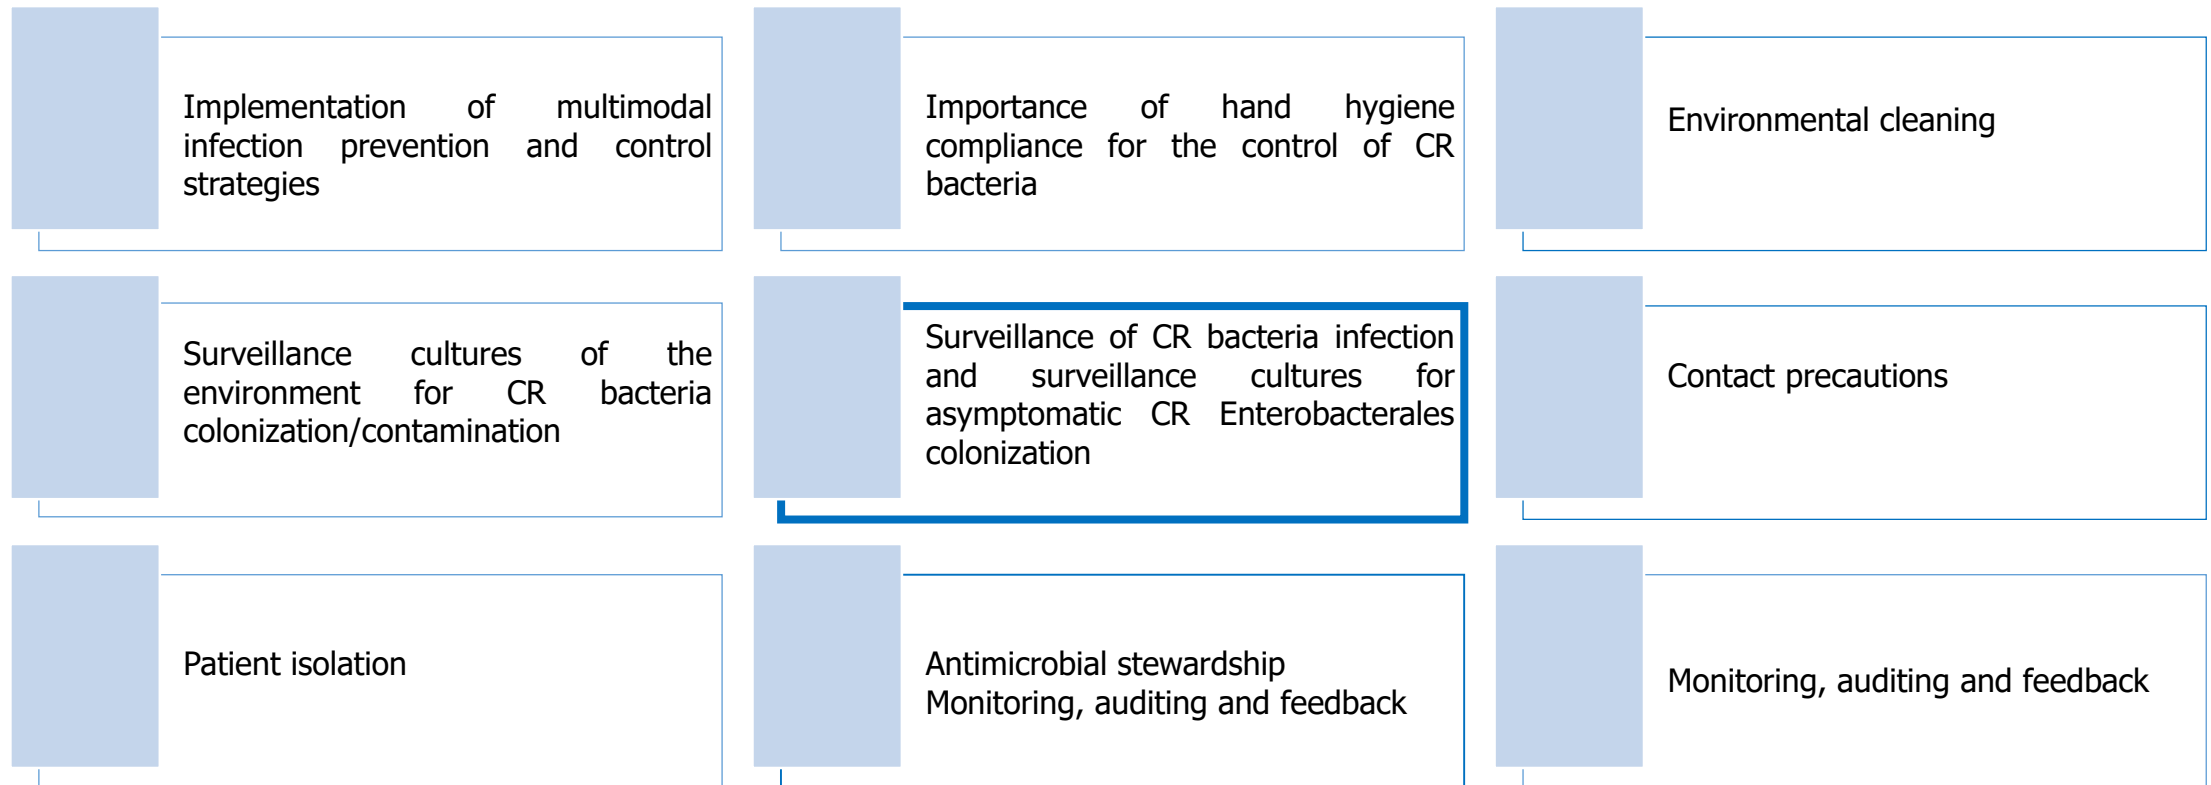 Implementation of multimodal
infection prevention and control
strategies
Importance of hand hygiene
compliance for the control of CR
bacteria
Environmental cleaning
Surveillance cultures of the
environment for CR bacteria
colonization/contamination
Surveillance of CR bacteria infection
and surveillance cultures for
asymptomatic CR Enterobacterales
colonization
Contact precautions
Patient isolation
Antimicrobial stewardship
Monitoring, auditing and feedback
Monitoring, auditing and feedback